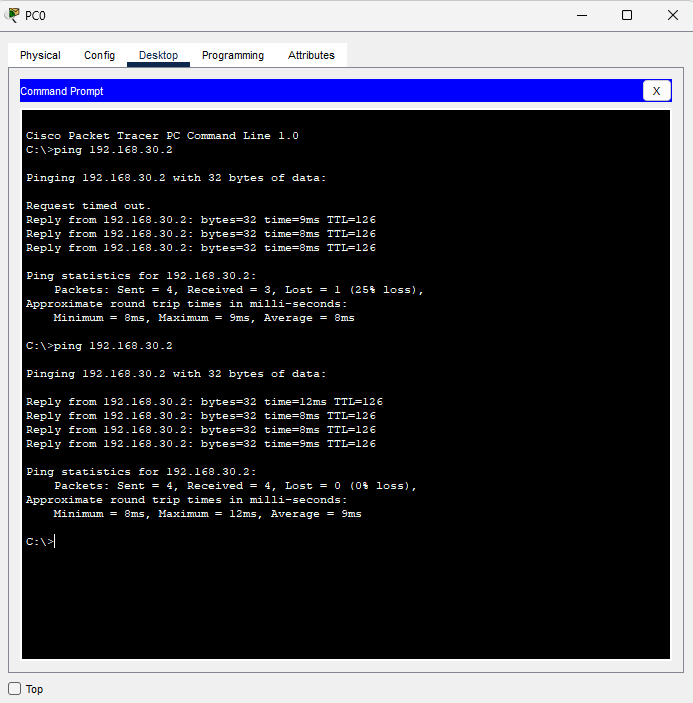 PC0
Physical Config Desktop Programming Attributes
Command Prompt X
Cisco Packet Tracer PC Command Line 1.0
C:\>ping 192.168.30.2
Pinging 192.168.30.2 with 32 bytes of data:
Request timed out.
Reply from 192.168.30.2: bytes=32 time=9ms TTL=126
Reply from 192.168.30.2: bytes=32 time=8ms TTL=126
Reply from 192.168.30.2: bytes=32 time=8ms TTL=126
Ping statistics for 192.168.30.2:
    Packets: Sent = 4, Received = 3, Lost = 1 (25% loss),
Approximate round trip times in milli-seconds:
    Minimum = 8ms, Maximum = 9ms, Average = 8ms
C:\>ping 192.168.30.2
Pinging 192.168.30.2 with 32 bytes of data:
Reply from 192.168.30.2: bytes=32 time=12ms TTL=126
Reply from 192.168.30.2: bytes=32 time=8ms TTL=126
Reply from 192.168.30.2: bytes=32 time=8ms TTL=126
Reply from 192.168.30.2: bytes=32 time=9ms TTL=126
Ping statistics for 192.168.30.2:
    Packets: Sent = 4, Received = 4, Lost = 0 (0% loss),
Approximate round trip times in milli-seconds:
    Minimum = 8ms, Maximum = 12ms, Average = 9ms
C:\>
Top